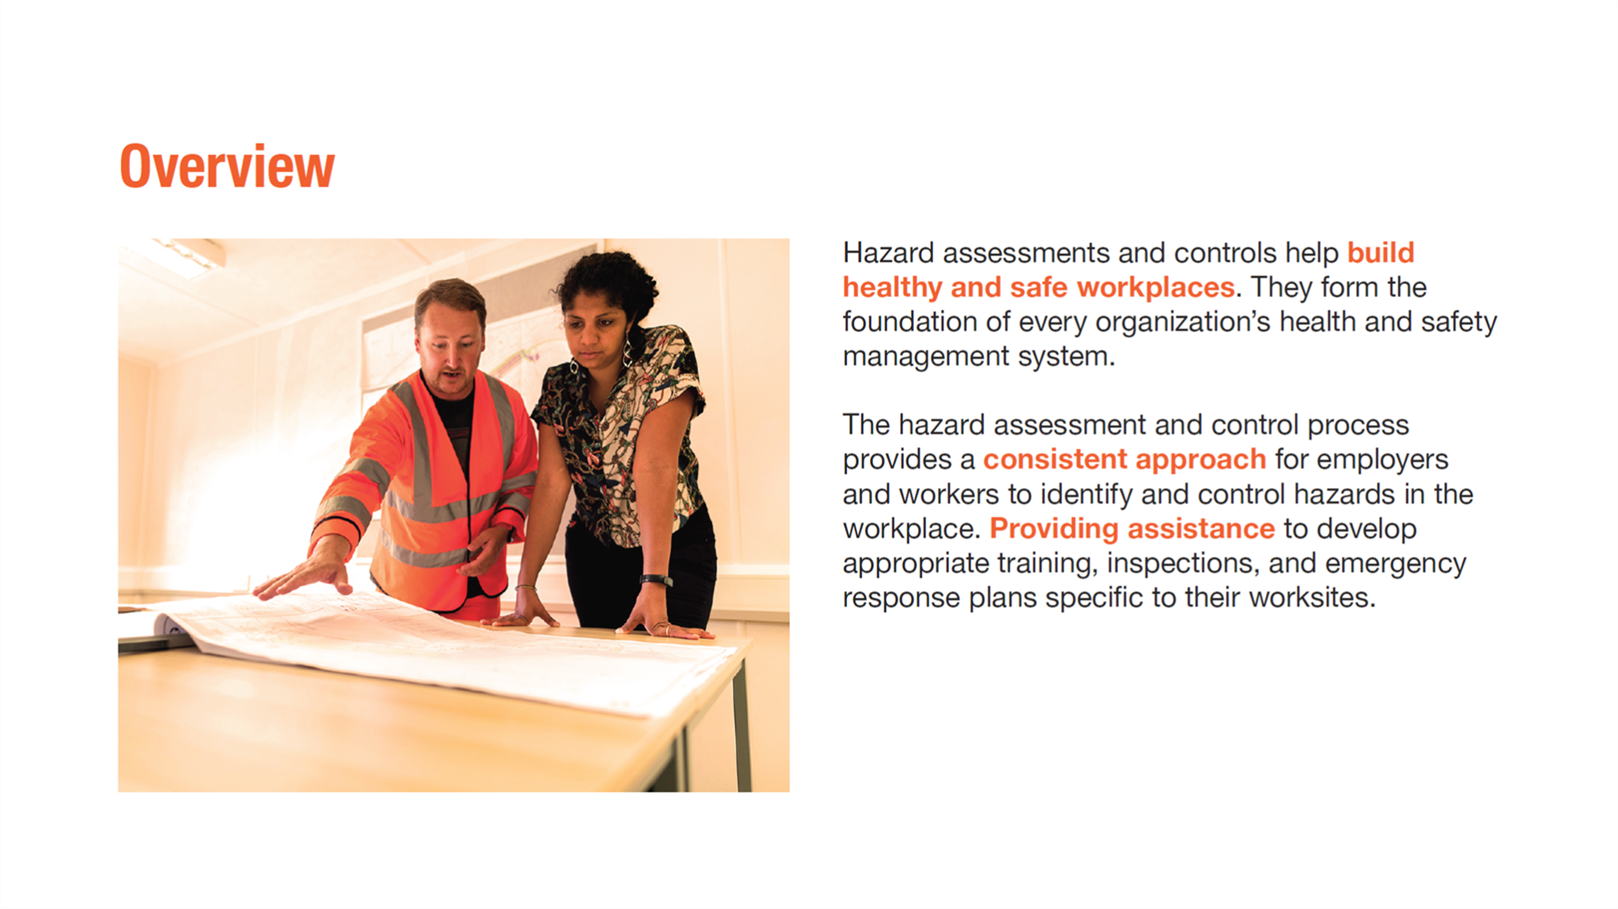 Overview
Hazard assessments and controls help build
healthy and safe workplaces. They form the
foundation of every organization’s health and safety
management system.
The hazard assessment and control process
provides a consistent approach for employers
and workers to identify and control hazards in the
workplace. Providing assistance to develop
appropriate training, inspections, and emergency
response plans specific to their worksites.